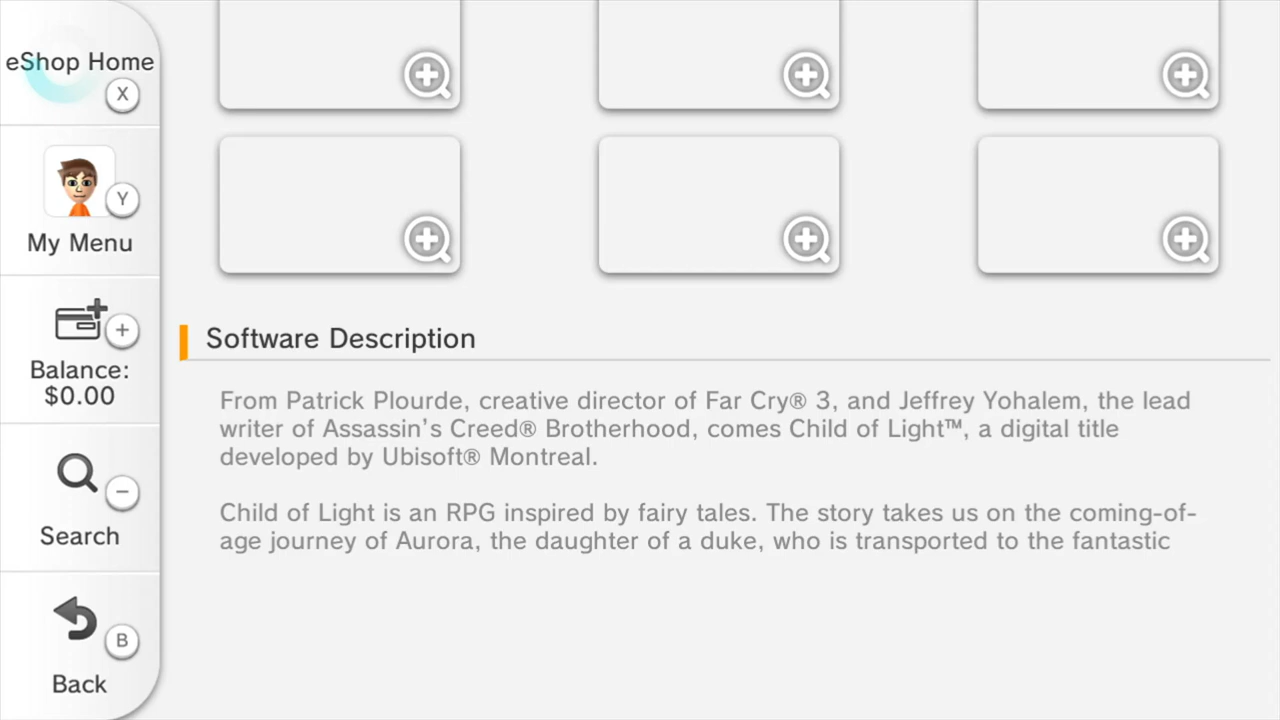 eShop Home
X
Y
My Menu
+
Balance:
$0.00
−
Search
B
Back
Software Description
From Patrick Plourde, creative director of Far Cry® 3, and Jeffrey Yohalem, the lead
writer of Assassin’s Creed® Brotherhood, comes Child of Light™, a digital title
developed by Ubisoft® Montreal.
Child of Light is an RPG inspired by fairy tales. The story takes us on the coming-of-
age journey of Aurora, the daughter of a duke, who is transported to the fantastic